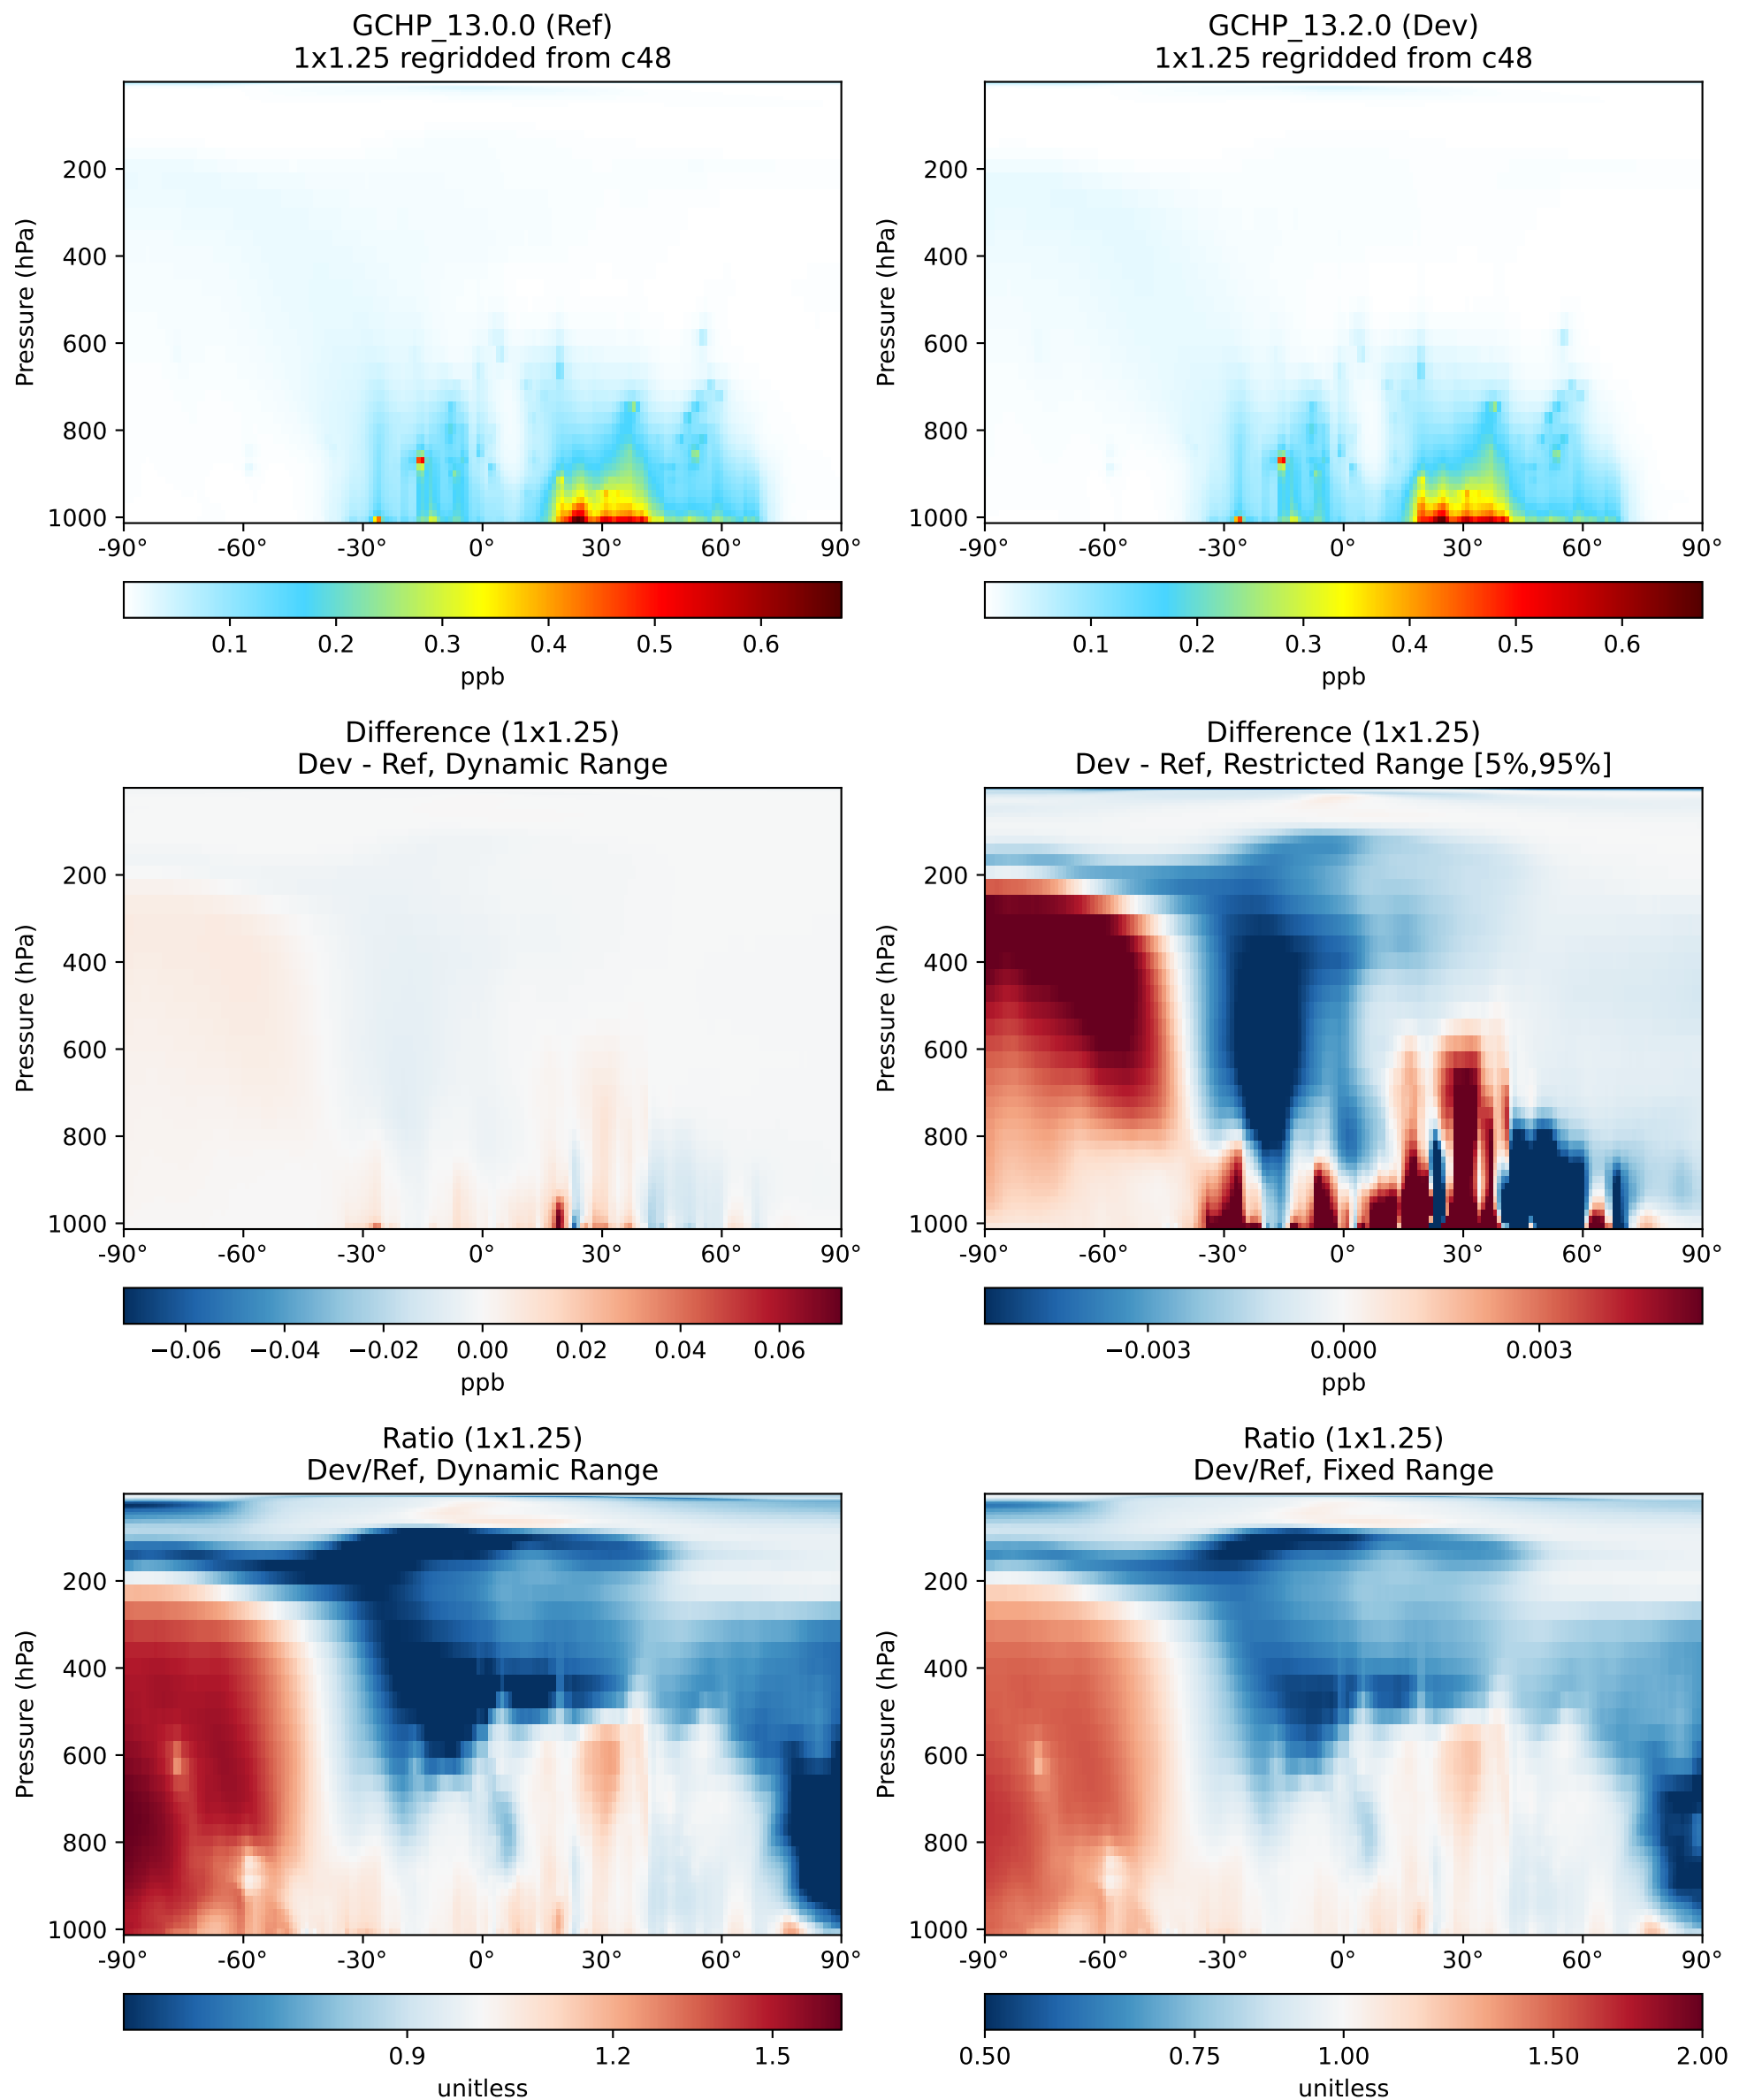 GCHP_13.0.0 (Ref)
1x1.25 regridded from c48
Pressure (hPa)
200
400
600
800
1000
-90° -60° -30° 0° 30° 60° 90°
0.1 0.2 0.3 0.4 0.5 0.6
ppb
GCHP_13.2.0 (Dev)
1x1.25 regridded from c48
Pressure (hPa)
200
400
600
800
1000
-90° -60° -30° 0° 30° 60° 90°
0.1 0.2 0.3 0.4 0.5 0.6
ppb
Difference (1x1.25)
Dev - Ref, Dynamic Range
Pressure (hPa)
200
400
600
800
1000
-90° -60° -30° 0° 30° 60° 90°
−0.06 −0.04 −0.02 0.00 0.02 0.04 0.06
ppb
Difference (1x1.25)
Dev - Ref, Restricted Range [5%,95%]
Pressure (hPa)
200
400
600
800
1000
-90° -60° -30° 0° 30° 60° 90°
−0.003 0.000 0.003
ppb
Ratio (1x1.25)
Dev/Ref, Dynamic Range
Pressure (hPa)
200
400
600
800
1000
-90° -60° -30° 0° 30° 60° 90°
0.9 1.2 1.5
unitless
Ratio (1x1.25)
Dev/Ref, Fixed Range
Pressure (hPa)
200
400
600
800
1000
-90° -60° -30° 0° 30° 60° 90°
0.50 0.75 1.00 1.50 2.00
unitless